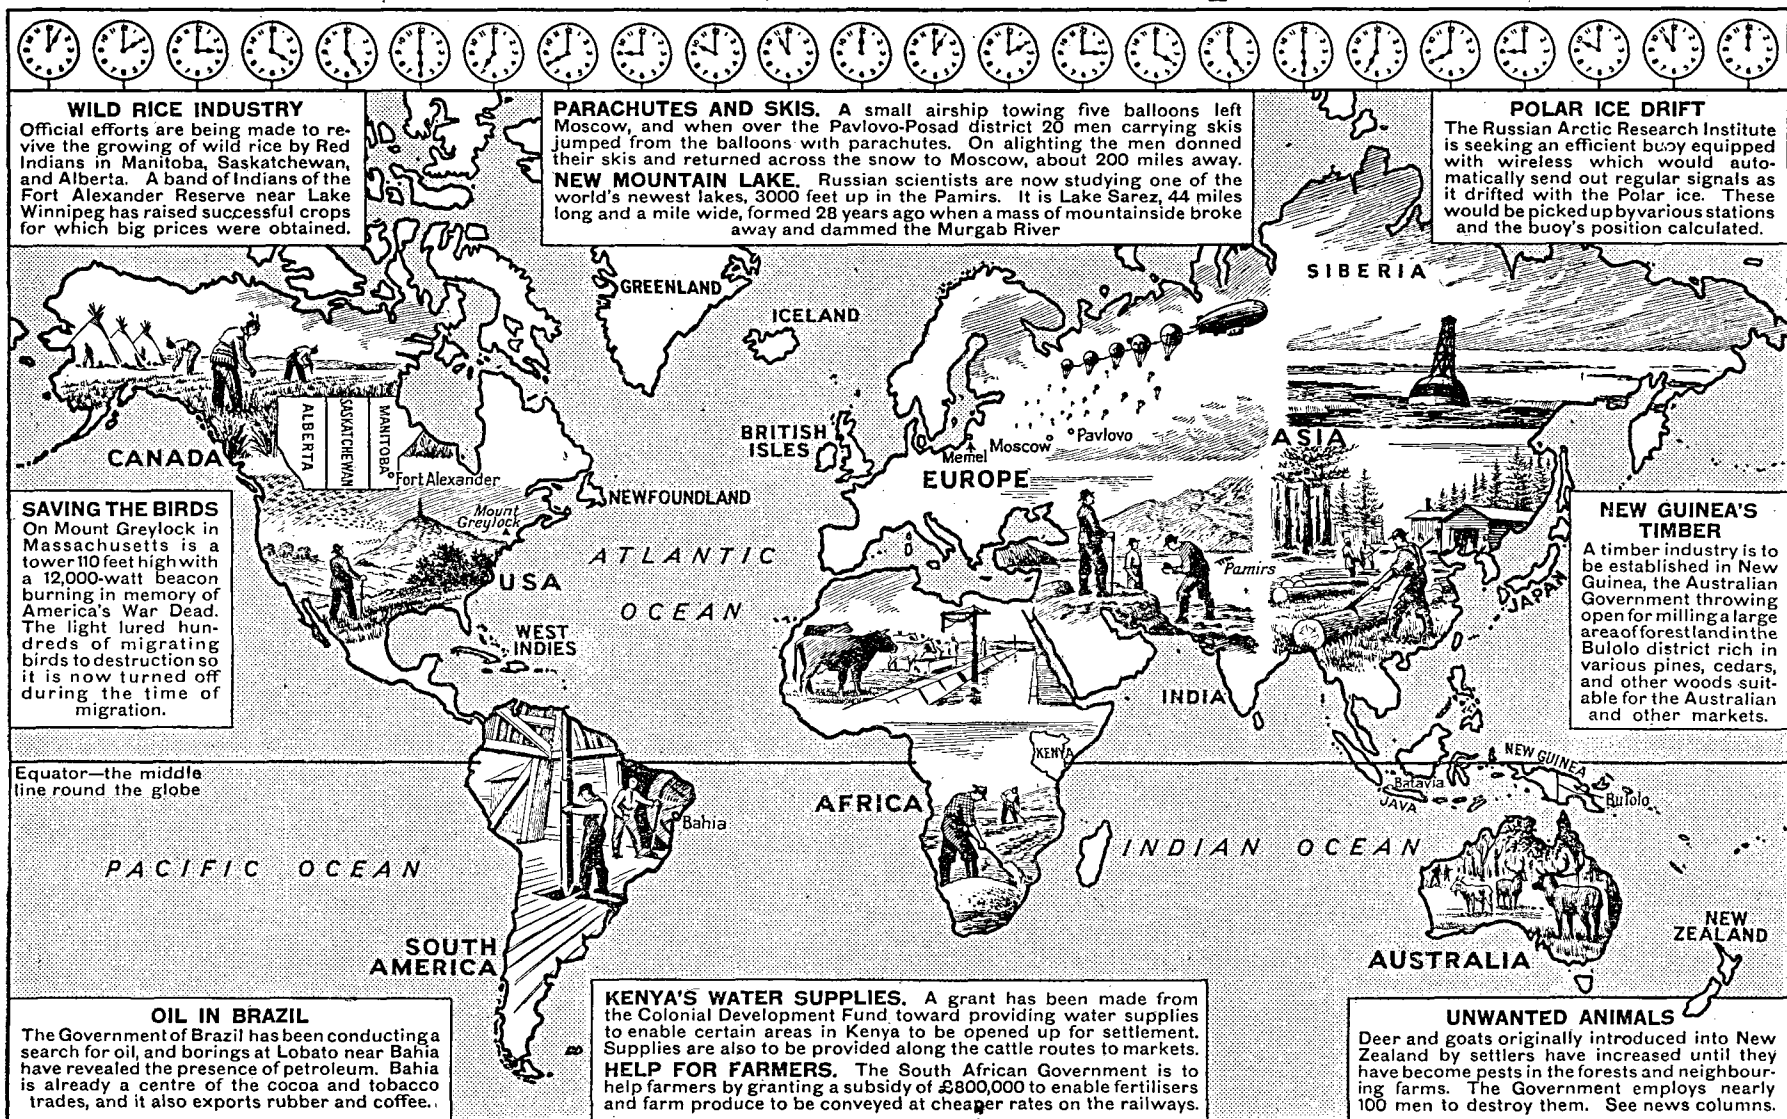 WILD RICE INDUSTRY
Official efforts are being made to re-
vive the growing of wild rice by Red
Indians in Manitoba, Saskatchewan,
and Alberta. A band of Indians of the
Fort Alexander Reserve near Lake
Winnipeg has raised successful crops
for which big prices were obtained.
PARACHUTES AND SKIS. A small airship towing five balloons left
Moscow, and when over the Pavlovo-Posad district 20 men carrying skis
jumped from the balloons with parachutes. On alighting the men donned
their skis and returned across the snow to Moscow, about 200 miles away.
NEW MOUNTAIN LAKE. Russian scientists are now studying one of the
world's newest lakes, 3000 feet up in the Pamirs. It is Lake Sarez, 44 miles
long and a mile wide, formed 28 years ago when a mass of mountainside broke
away and dammed the Murgab River
POLAR ICE DRIFT
The Russian Arctic Research Institute
is seeking an efficient buoy equipped
with wireless which would auto-
matically send out regular signals as
it drifted with the Polar ice. These
would be picked up by various stations
and the buoy's position calculated.
SIBERIA
GREENLAND
ICELAND
ALBERTA
SASKATCHEWAN
MANITOBA
CANADA
Fort Alexander
BRITISH
ISLES
Memel
Moscow
Pavlovo
ASIA
EUROPE
NEWFOUNDLAND
Mount
Greylock
SAVING THE BIRDS
On Mount Greylock in
Massachusetts is a
tower 110 feet high with
a 12,000-watt beacon
burning in memory of
America's War Dead.
The light lured hun-
dreds of migrating
birds to destruction so
it is now turned off
during the time of
migration.
USA
ATLANTIC
OCEAN
WEST
INDIES
Pamirs
JAPAN
INDIA
NEW GUINEA'S
TIMBER
A timber industry is to
be established in New
Guinea, the Australian
Government throwing
open for milling a large
area of forest land in the
Bulolo district rich in
various pines, cedars,
and other woods suit-
able for the Australian
and other markets.
Equator—the middle
line round the globe
KENYA
NEW GUINEA
Batavia
JAVA
Bulolo
AFRICA
Bahia
PACIFIC OCEAN
INDIAN OCEAN
SOUTH
AMERICA
AUSTRALIA
NEW
ZEALAND
OIL IN BRAZIL
The Government of Brazil has been conducting a
search for oil, and borings at Lobato near Bahia
have revealed the presence of petroleum. Bahia
is already a centre of the cocoa and tobacco
trades, and it also exports rubber and coffee.
KENYA'S WATER SUPPLIES. A grant has been made from
the Colonial Development Fund toward providing water supplies
to enable certain areas in Kenya to be opened up for settlement.
Supplies are also to be provided along the cattle routes to markets.
HELP FOR FARMERS. The South African Government is to
help farmers by granting a subsidy of £800,000 to enable fertilisers
and farm produce to be conveyed at cheaper rates on the railways.
UNWANTED ANIMALS
Deer and goats originally introduced into New
Zealand by settlers have increased until they
have become pests in the forests and neighbour-
ing farms. The Government employs nearly
100 men to destroy them. See news columns.